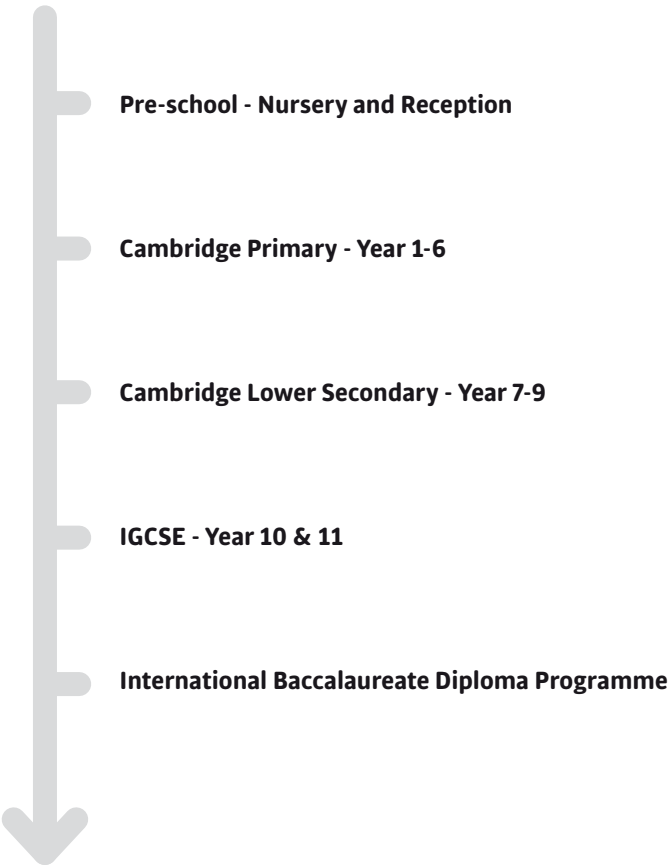 Pre-school - Nursery and Reception
Cambridge Primary - Year 1-6
Cambridge Lower Secondary - Year 7-9
IGCSE - Year 10 & 11
International Baccalaureate Diploma Programme